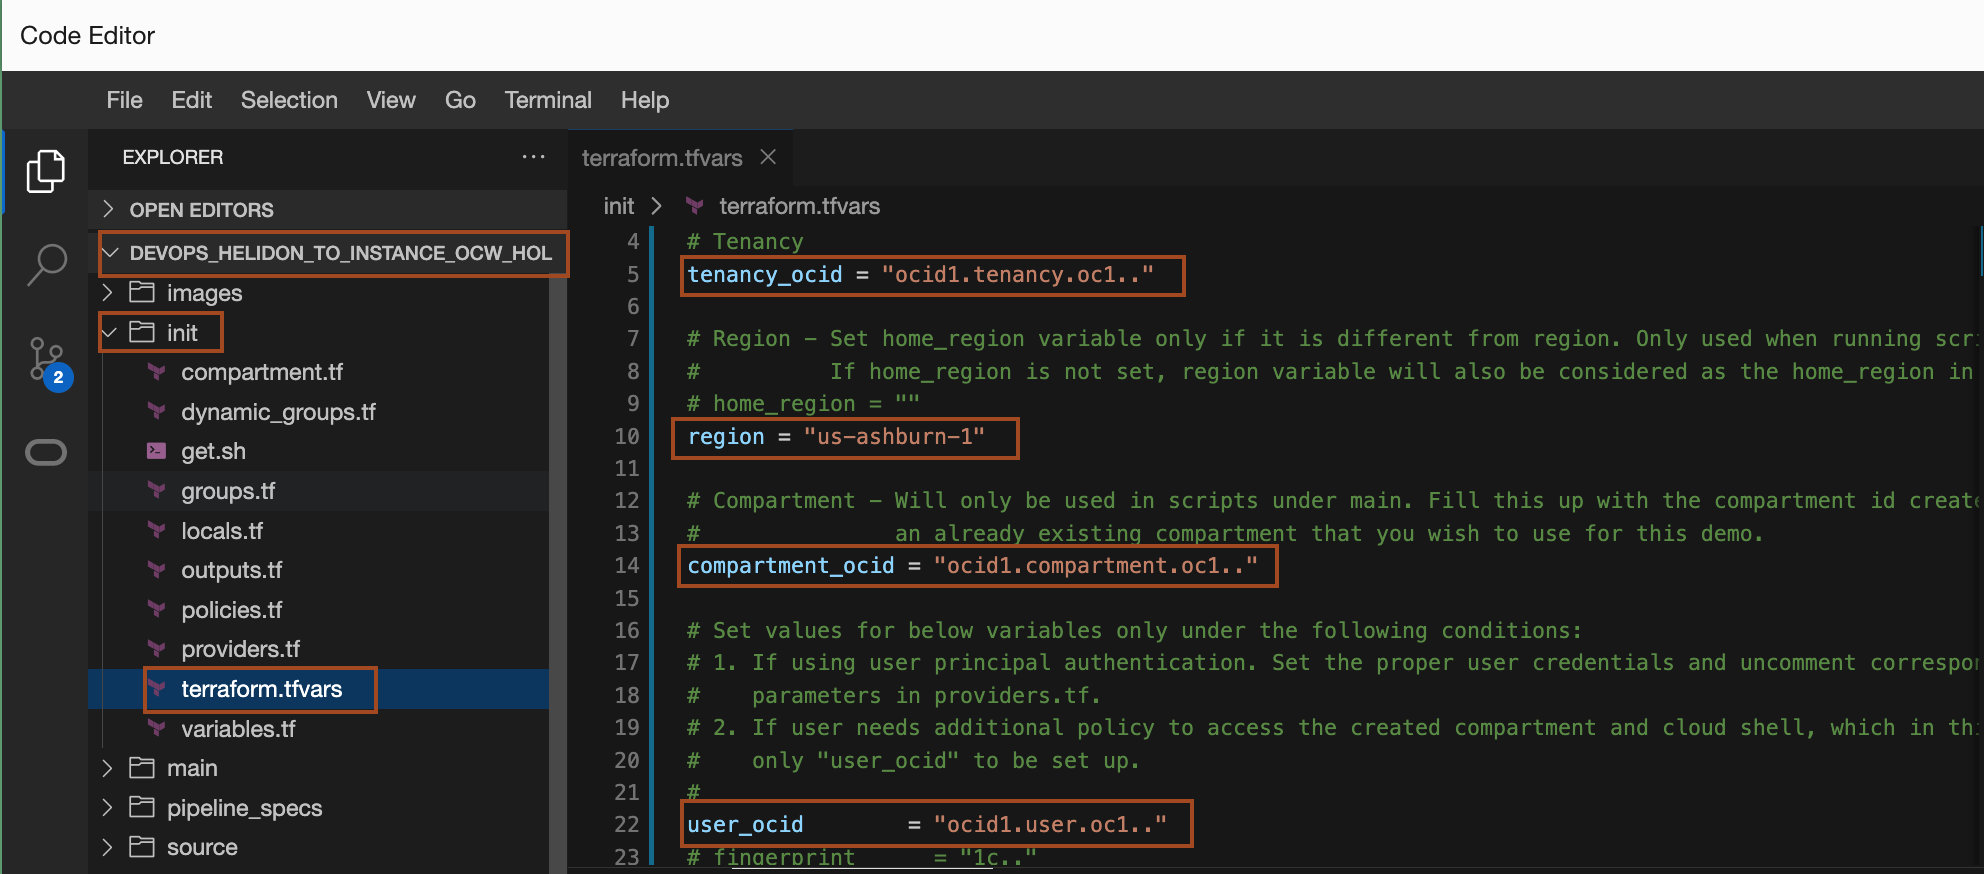 Code Editor
File Edit Selection View Go Terminal Help
EXPLORER ···
OPEN EDITORS
DEVOPS_HELIDON_TO_INSTANCE_OCW_HOL
images
init
compartment.tf
dynamic_groups.tf
get.sh
groups.tf
locals.tf
outputs.tf
policies.tf
providers.tf
terraform.tfvars
variables.tf
main
pipeline_specs
source
2
terraform.tfvars
init > terraform.tfvars
4 # Tenancy
5 tenancy_ocid = "ocid1.tenancy.oc1.."
6
7 # Region – Set home_region variable only if it is different from region. Only used when running scri
8 # If home_region is not set, region variable will also be considered as the home_region in
9 # home_region = ""
10 region = "us-ashburn-1"
11
12 # Compartment – Will only be used in scripts under main. Fill this up with the compartment id create
13 # an already existing compartment that you wish to use for this demo.
14 compartment_ocid = "ocid1.compartment.oc1.."
15
16 # Set values for below variables only under the following conditions:
17 # 1. If using user principal authentication. Set the proper user credentials and uncomment correspon
18 # parameters in providers.tf.
19 # 2. If user needs additional policy to access the created compartment and cloud shell, which in thi
20 # only "user_ocid" to be set up.
21 #
22 user_ocid = "ocid1.user.oc1.."
23 # fingerprint = "1c.."